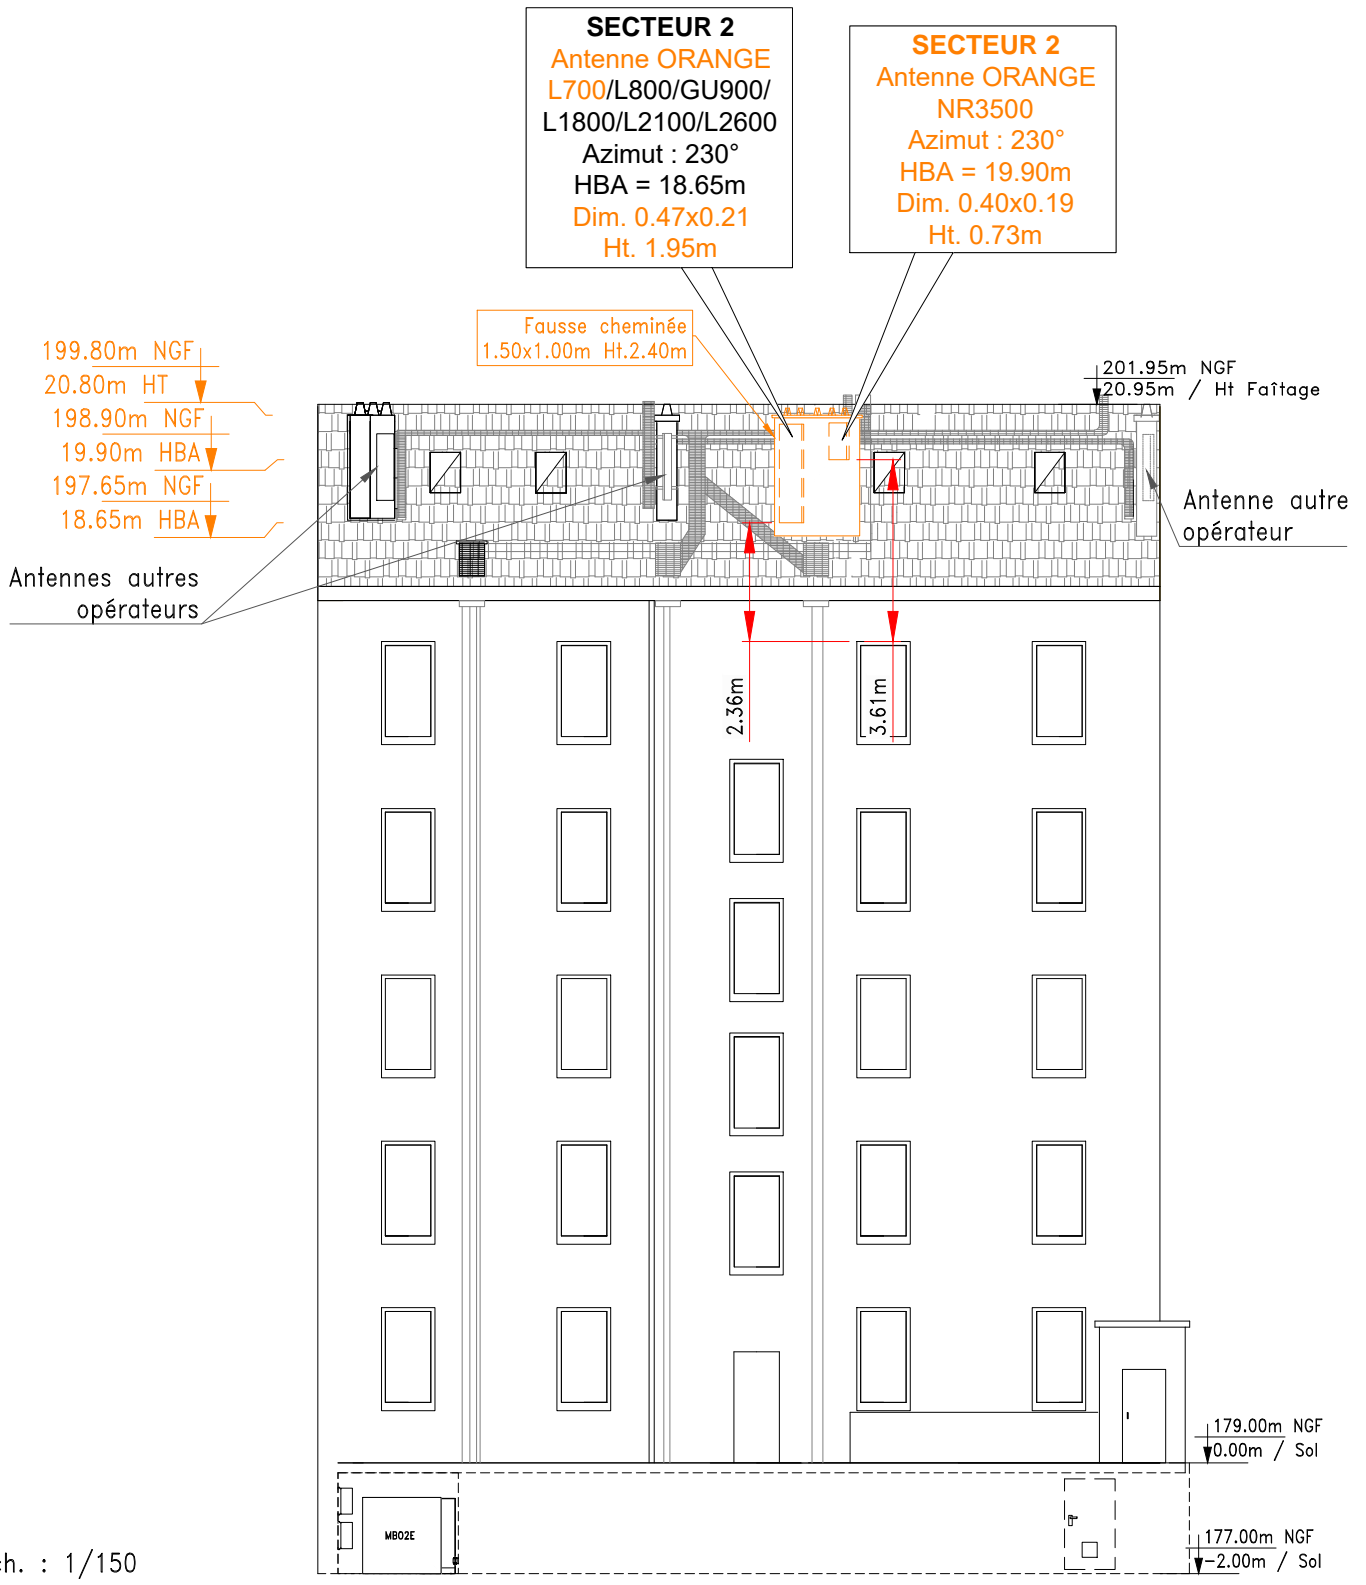 SECTEUR 2
Antenne ORANGE
L700/L800/GU900/
L1800/L2100/L2600
Azimut : 230°
HBA = 18.65m
Dim. 0.47x0.21
Ht. 1.95m
SECTEUR 2
Antenne ORANGE
NR3500
Azimut : 230°
HBA = 19.90m
Dim. 0.40x0.19
Ht. 0.73m
Fausse cheminée
1.50x1.00m Ht.2.40m
199.80m NGF
20.80m HT
198.90m NGF
19.90m HBA
197.65m NGF
18.65m HBA
201.95m NGF
20.95m / Ht Faîtage
Antennes autres
opérateurs
Antenne autre
opérateur
2.36m
3.61m
179.00m NGF
0.00m / Sol
MB02E
177.00m NGF
-2.00m / Sol
ch. : 1/150